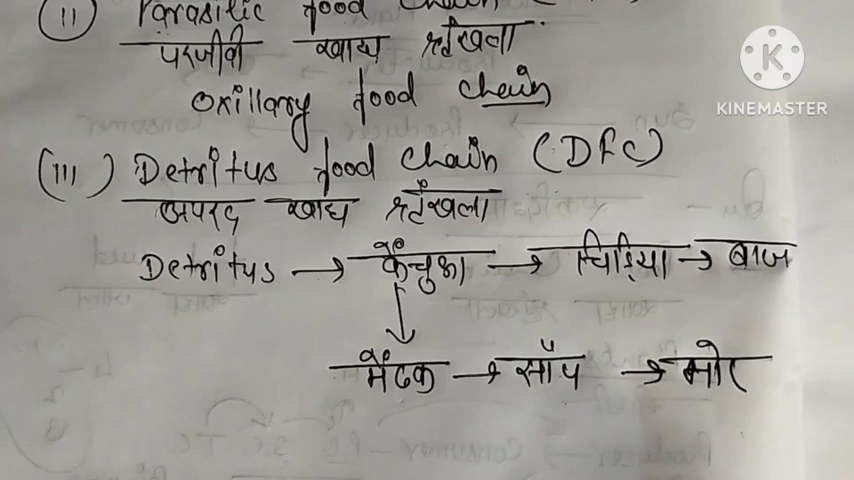 (ii) Parasitic food chain (
परजीवी खाद्य श्रृंखला
oxillary food chain
(III) Detritus food chain (DFC)
अपरद खाद्य श्रृंखला
Detritus → केंचुआ → चिड़िया → बाज
↓
मेंढक → साँप → मोर
KINEMASTER